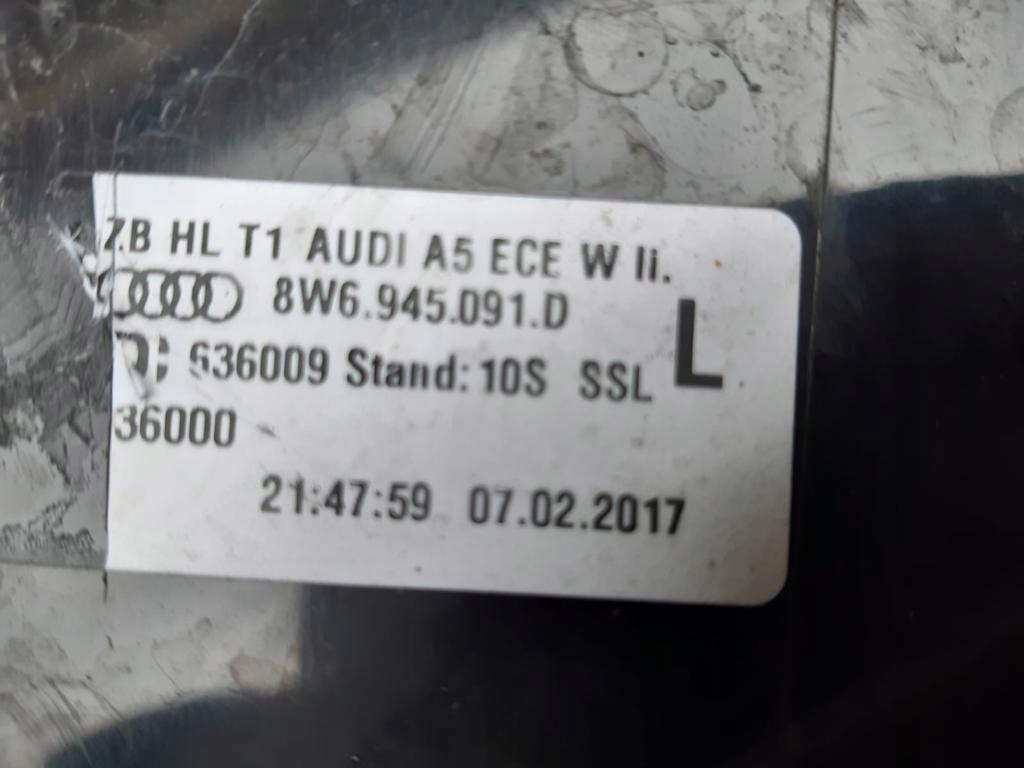 ZB HL T1 AUDI A5 ECE W li.
8W6.945.091.D
L
636009 Stand: 10S SSL
36000
21:47:59 07.02.2017